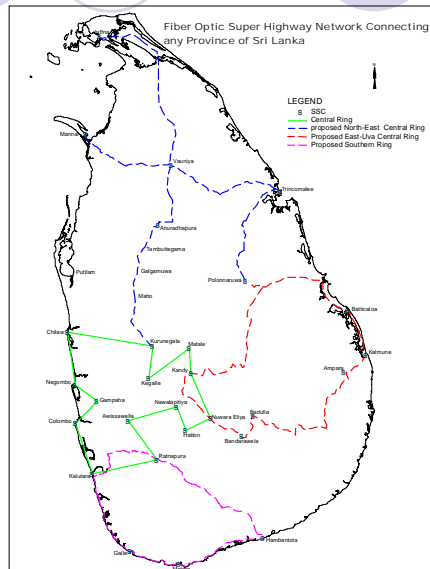 Fiber Optic Super Highway Network Connecting
any Province of Sri Lanka
Jaffna
N
LEGEND
S SSC
Central Ring
proposed North-East Central Ring
Proposed East-Uva Central Ring
Proposed Southern Ring
Mannar
Vauniya
Trincomalee
Anuradhapura
Tambuttegama
Galgamuwa
Puttlam
Polonnaruwa
Maho
Batticaloa
Chilaw
Kurunegala
Matale
Kalmuna
Kandy
Ampara
Kegalle
Negombo
Gampaha
Nawalapitiya
Colombo
Awissawella
Nuwara Eliya
Badulla
Hatton
Bandarawela
Ratnapura
Kalutara
Hambantota
Galle